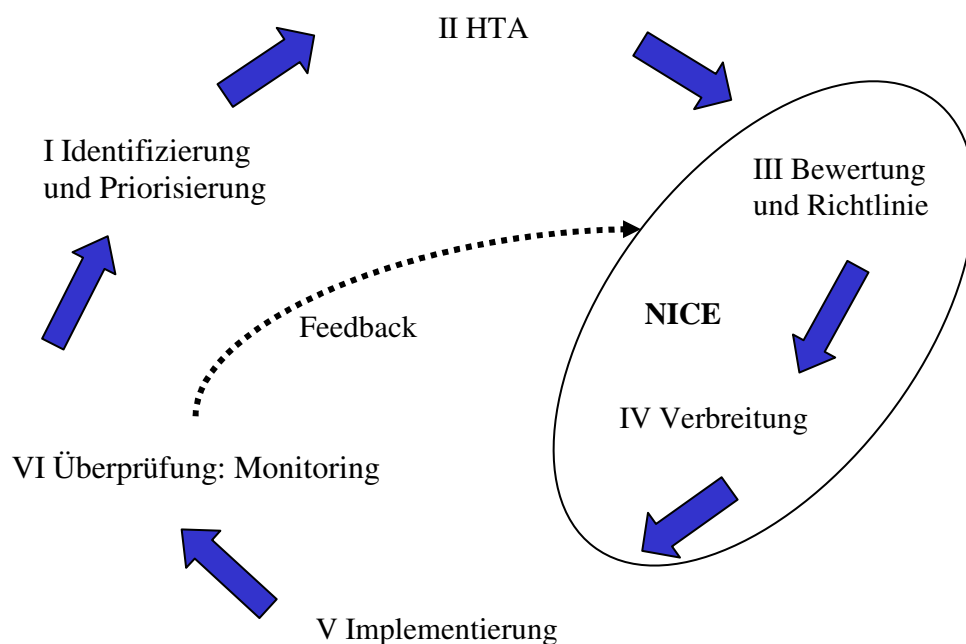 II HTA
I Identifizierung
und Priorisierung
III Bewertung
und Richtlinie
Feedback
NICE
IV Verbreitung
VI Überprüfung: Monitoring
V Implementierung